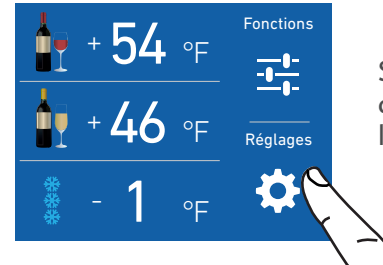 + 54 °F
Fonctions
+ 46 °F
Réglages
- 1 °F